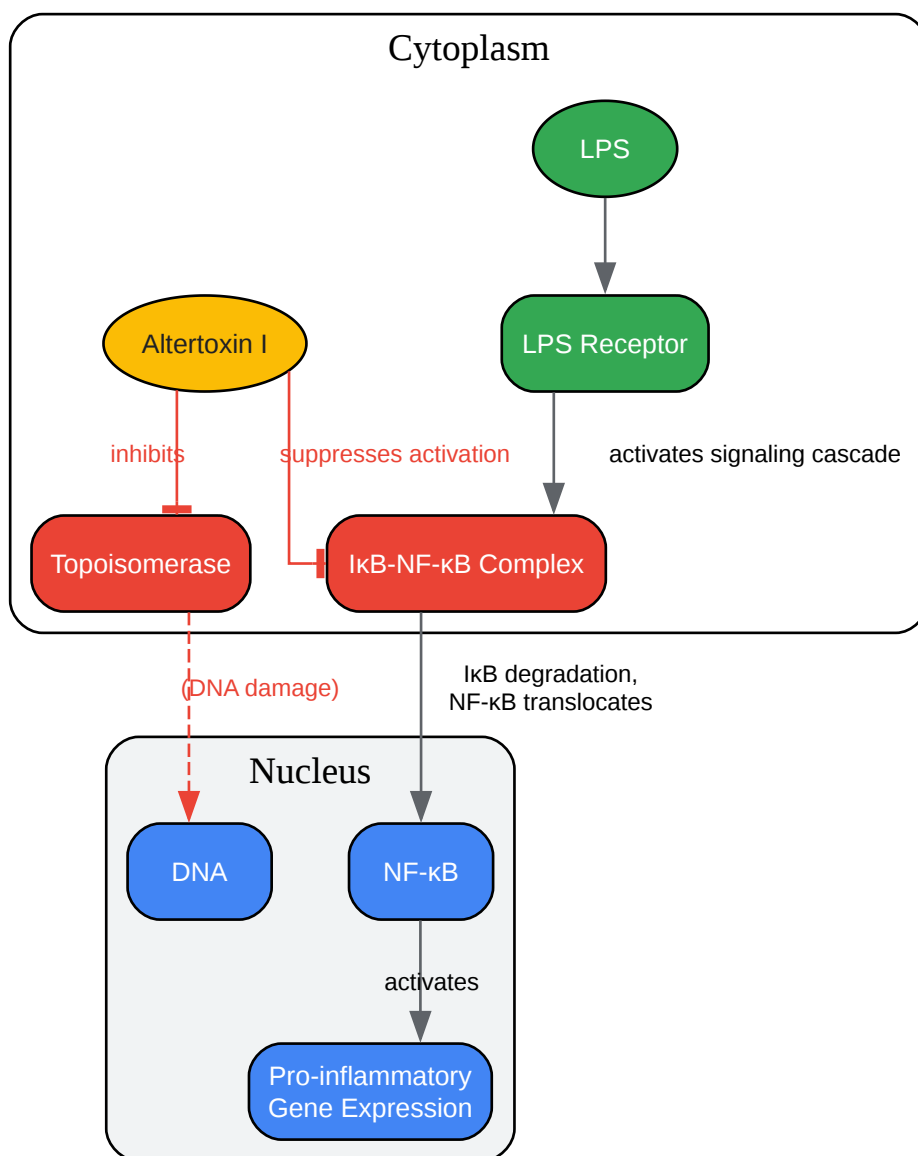 Cytoplasm
LPS
Altertoxin I
LPS Receptor
inhibits
suppresses activation
activates signaling cascade
Topoisomerase
IκB-NF-κB Complex
(DNA damage)
IκB degradation,
NF-κB translocates
Nucleus
DNA
NF-κB
activates
Pro-inflammatory
Gene Expression